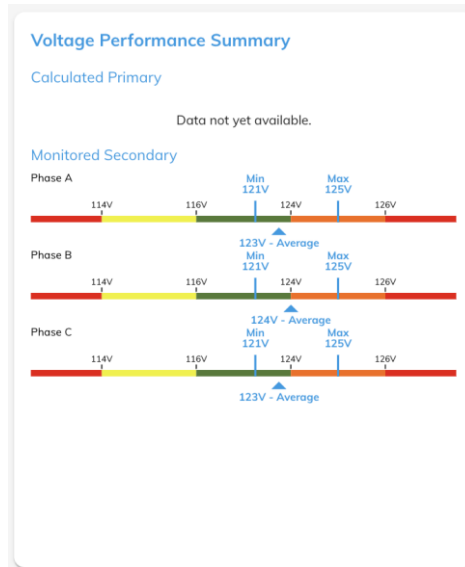 Voltage Performance Summary
Calculated Primary
Data not yet available.
Monitored Secondary
Phase A
Min Max
121V 125V
114V 116V 124V 126V
123V - Average
Phase B
Min Max
121V 125V
114V 116V 124V 126V
124V - Average
Phase C
Min Max
121V 125V
114V 116V 124V 126V
123V - Average